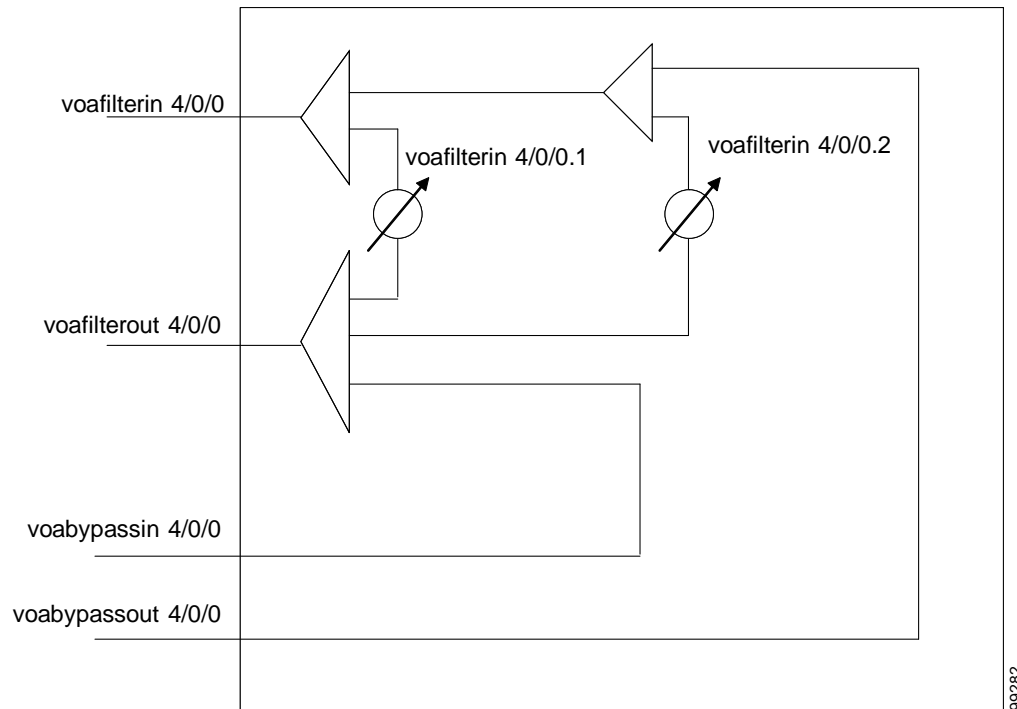 voafilterin 4/0/0
voafilterin 4/0/0.1
voafilterin 4/0/0.2
voafilterout 4/0/0
voabypassin 4/0/0
voabypassout 4/0/0
99282